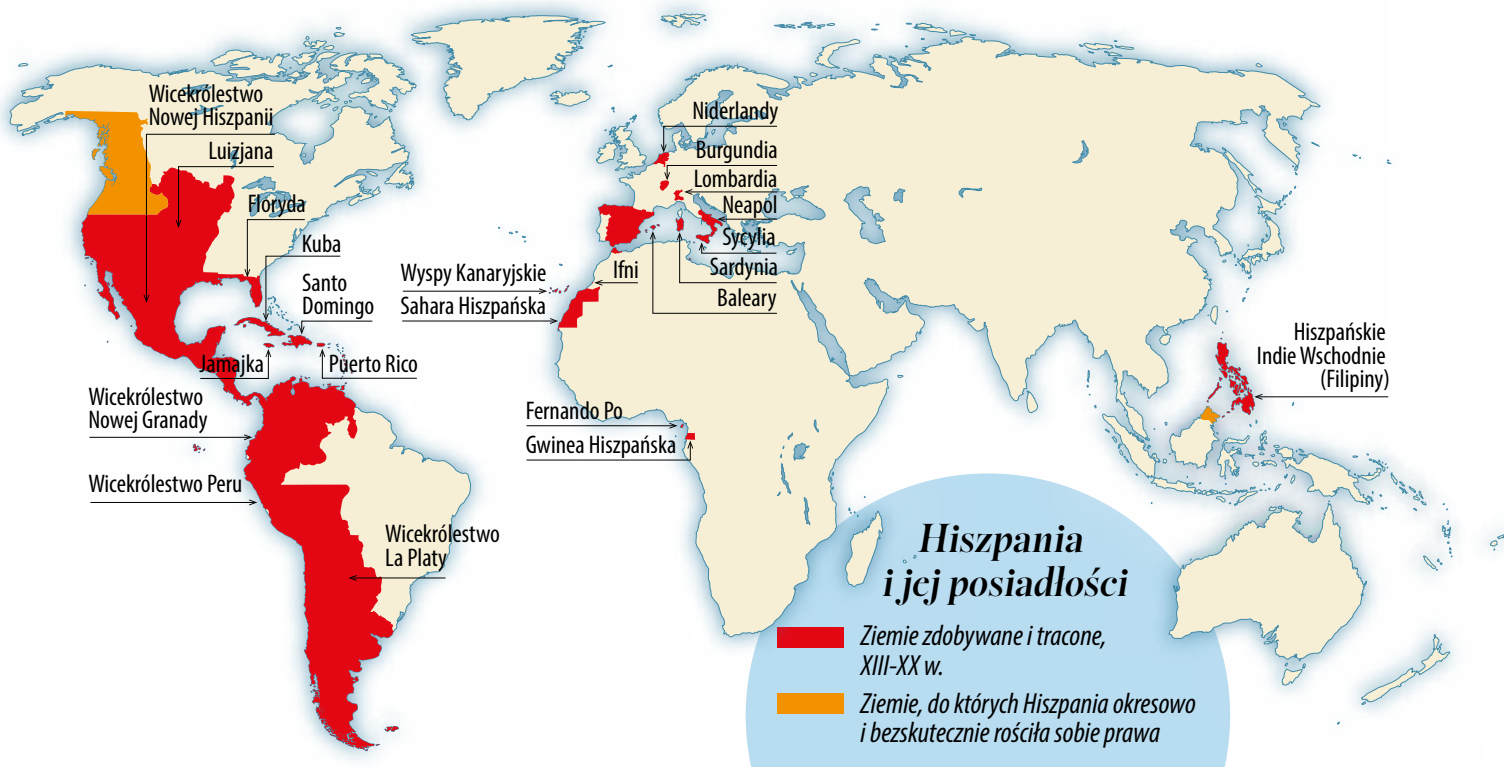 Wicekrólestwo
Nowej Hiszpanii
Luizjana
Floryda
Kuba
Santo
Domingo
Jamajka
Puerto Rico
Wicekrólestwo
Nowej Granady
Wicekrólestwo Peru
Wicekrólestwo
La Platy
Niderlandy
Burgundia
Lombardia
Neapol
Sycylia
Sardynia
Baleary
Ifni
Wyspy Kanaryjskie
Sahara Hiszpańska
Fernando Po
Gwinea Hiszpańska
Hiszpańskie
Indie Wschodnie
(Filipiny)
Hiszpania
i jej posiadłości
Ziemie zdobywane i tracone,
XIII-XX w.
Ziemie, do których Hiszpania okresowo
i bezskutecznie rościła sobie prawa